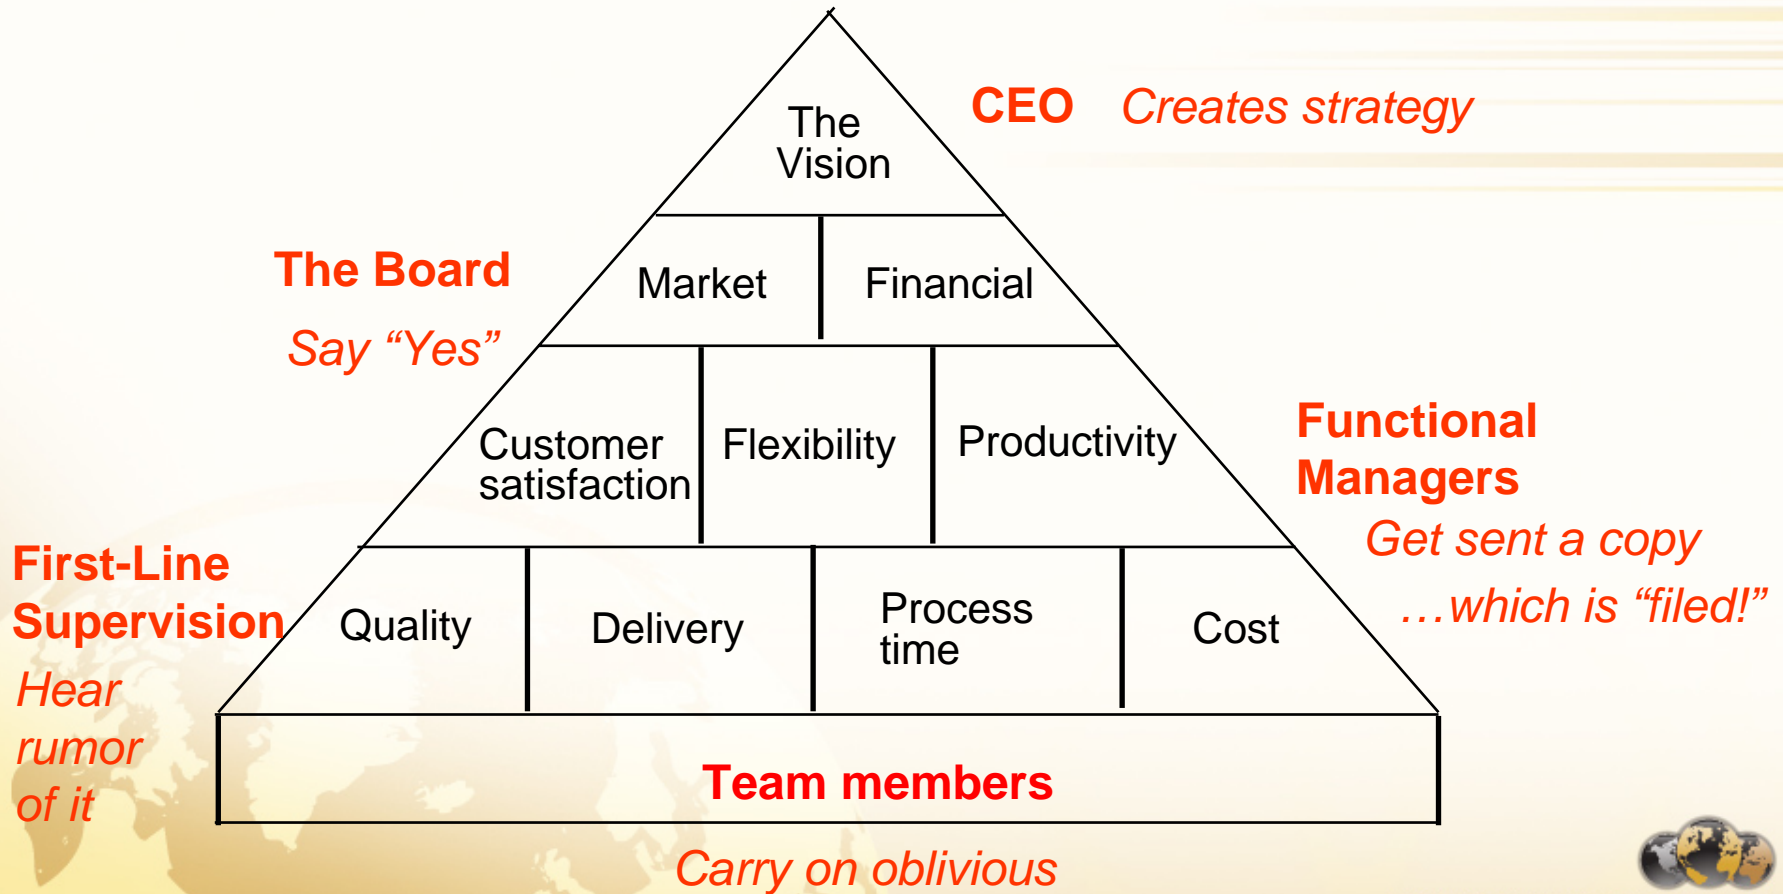 The
Vision
CEO Creates strategy
The Board
Say “Yes”
Market
Financial
Customer
satisfaction
Flexibility
Productivity
Functional
Managers
Get sent a copy
…which is “filed!”
First-Line
Supervision
Hear
rumor
of it
Quality
Delivery
Process
time
Cost
Team members
Carry on oblivious